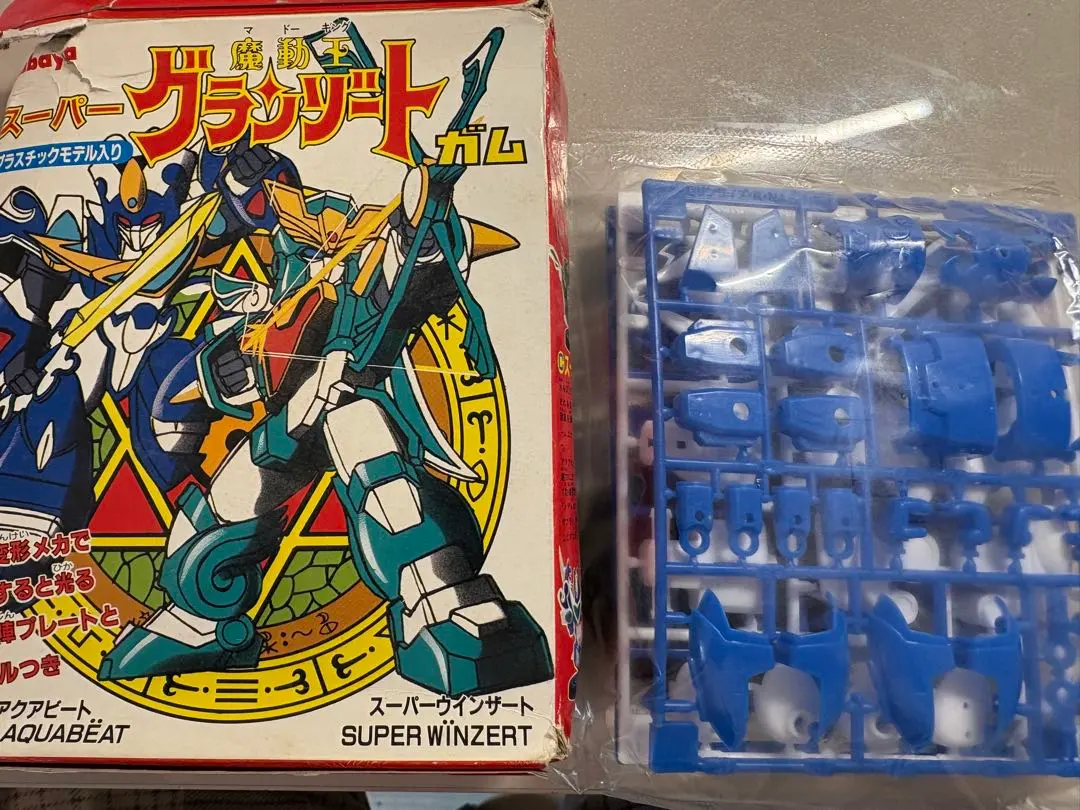 baya
マドーキング
魔動王
スーパー
グランゾート
ガム
プラスチックモデル入り
変形メカで
すると光る
陣プレートと
ルつき
アクアビート
AQUABËAT
スーパーウインザート
SUPER WÏNZERT